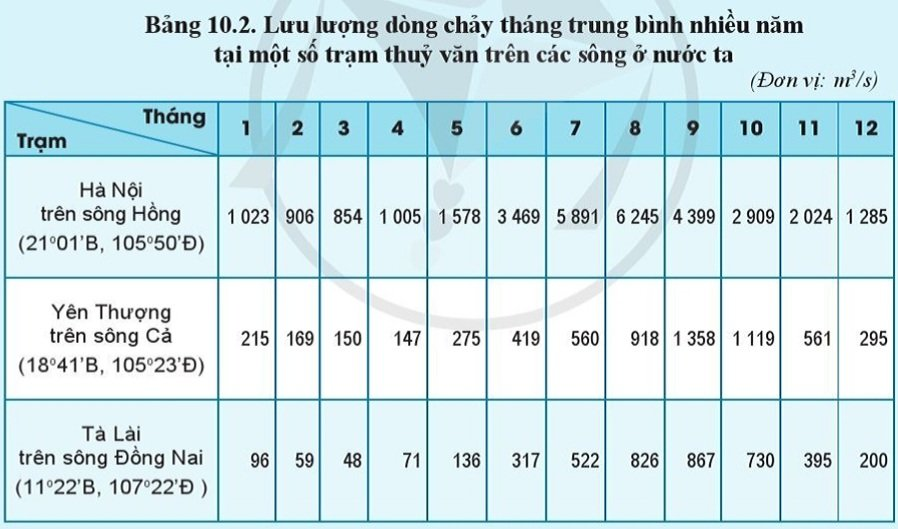 Bảng 10.2. Lưu lượng dòng chảy tháng trung bình nhiều năm
tại một số trạm thuỷ văn trên các sông ở nước ta
(Đơn vị: m³/s)
Tháng
Trạm
1 2 3 4 5 6 7 8 9 10 11 12
Hà Nội
trên sông Hồng
(21°01'B, 105°50'Đ)
1 023 906 854 1 005 1 578 3 469 5 891 6 245 4 399 2 909 2 024 1 285
Yên Thượng
trên sông Cả
(18°41'B, 105°23'Đ)
215 169 150 147 275 419 560 918 1 358 1 119 561 295
Tà Lài
trên sông Đồng Nai
(11°22'B, 107°22'Đ )
96 59 48 71 136 317 522 826 867 730 395 200